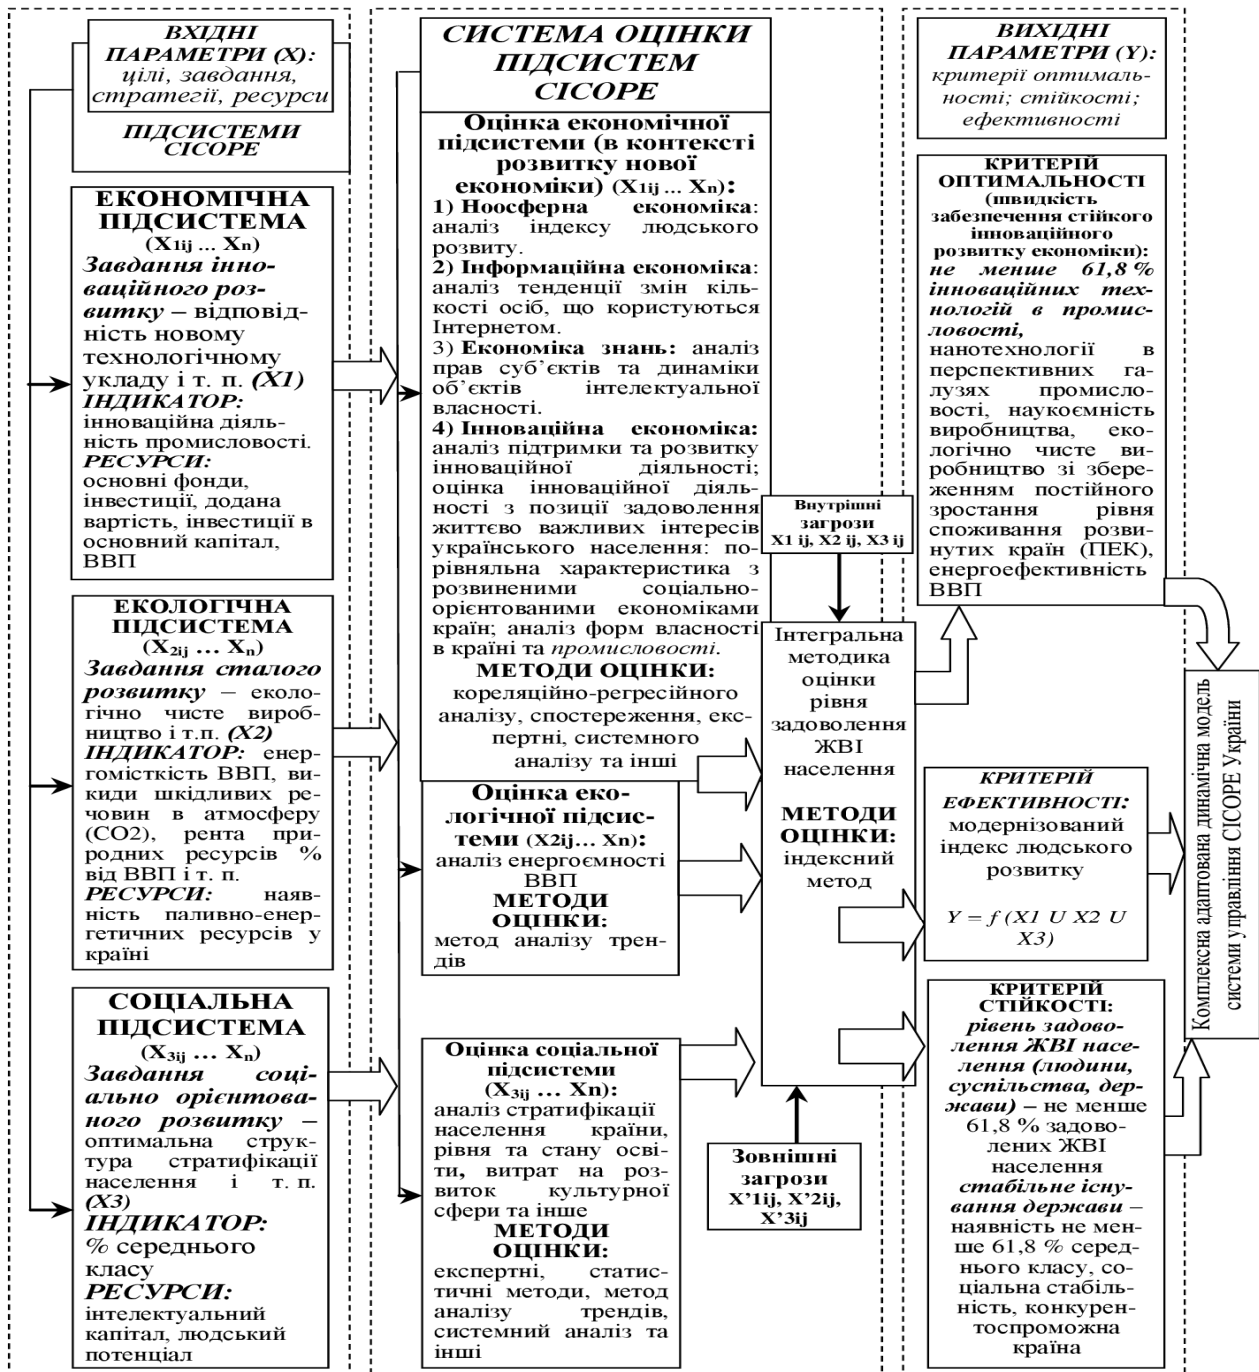 ВХІДНІ
ПАРАМЕТРИ (X):
цілі, завдання,
стратегії, ресурси
ПІДСИСТЕМИ
СІСОРЕ
ЕКОНОМІЧНА
ПІДСИСТЕМА
(X1ij ... Xn)
Завдання інно-
ваційного роз-
витку – відповід-
ність новому
технологічному
укладу і т. п. (X1)
ІНДИКАТОР:
інноваційна діяль-
ність промисловості.
РЕСУРСИ:
основні фонди,
інвестиції, додана
вартість, інвестиції в
основний капітал,
ВВП
ЕКОЛОГІЧНА
ПІДСИСТЕМА
(X2ij ... Xn)
Завдання сталого
розвитку – еколо-
гічно чисте вироб-
ництво і т.п. (X2)
ІНДИКАТОР: енер-
гомісткість ВВП, ви-
киди шкідливих ре-
човин в атмосферу
(СО2), рента при-
родних ресурсів %
від ВВП і т. п.
РЕСУРСИ: наяв-
ність паливно-енер-
гетичних ресурсів у
країні
СОЦІАЛЬНА
ПІДСИСТЕМА
(X3ij ... Xn)
Завдання соці-
ально орієнтова-
ного розвитку –
оптимальна струк-
тура стратифікації
населення і т. п.
(X3)
ІНДИКАТОР:
% середнього
класу
РЕСУРСИ:
інтелектуальний
капітал, людський
потенціал
СИСТЕМА ОЦІНКИ
ПІДСИСТЕМ
СІСОРЕ
Оцінка економічної
підсистеми (в контексті
розвитку нової
економіки) (X1ij ... Xn):
1) Ноосферна економіка:
аналіз індексу людського
розвиту.
2) Інформаційна економіка:
аналіз тенденції змін кіль-
кості осіб, що користуються
Інтернетом.
3) Економіка знань: аналіз
прав суб’єктів та динаміки
об’єктів інтелектуальної
власності.
4) Інноваційна економіка:
аналіз підтримки та розвитку
інноваційної діяльності;
оцінка інноваційної діяль-
ності з позиції задоволення
життєво важливих інтересів
українського населення: по-
рівняльна характеристика з
розвиненими соціально-
орієнтованими економіками
країн; аналіз форм власності
в країні та промисловості.
МЕТОДИ ОЦІНКИ:
кореляційно-регресійного
аналізу, спостереження, екс-
пертні, системного
аналізу та інші
Оцінка еко-
логічної підсис-
теми (X2ij... Xn):
аналіз енергоємності
ВВП
МЕТОДИ
ОЦІНКИ:
метод аналізу трен-
дів
Оцінка соціальної
підсистеми
(X3ij ... Xn):
аналіз стратифікації
населення країни,
рівня та стану осві-
ти, витрат на роз-
виток культурної
сфери та інше
МЕТОДИ
ОЦІНКИ:
експертні, статис-
тичні методи, метод
аналізу трендів,
системний аналіз та
інші
Внутрішні
загрози
X1 ij, X2 ij, X3 ij
Інтегральна
методика
оцінки
рівня
задоволення
ЖВІ
населення
МЕТОДИ
ОЦІНКИ:
індексний
метод
Зовнішні
загрози
X’1ij, X’2ij,
X’3ij
ВИХІДНІ
ПАРАМЕТРИ (Y):
критерії оптималь-
ності; стійкості;
ефективності
КРИТЕРІЙ
ОПТИМАЛЬНОСТІ
(швидкість
забезпечення стійкого
інноваційного
розвитку економіки):
не менше 61,8 %
інноваційних тех-
нологій в промис-
ловості,
нанотехнології в
перспективних га-
лузях промисло-
вості, наукоємність
виробництва, еко-
логічно чисте ви-
робництво зі збере-
женням постійного
зростання рівня
споживання розви-
нутих країн (ПЕК),
енергоефективність
ВВП
КРИТЕРІЙ
ЕФЕКТИВНОСТІ:
модернізований
індекс людського
розвитку
Y = f (X1 U X2 U
X3)
КРИТЕРІЙ
СТІЙКОСТІ:
рівень задово-
лення ЖВІ насе-
лення (людини,
суспільства, дер-
жави) – не менше
61,8 % задово-
лених ЖВІ
населення
стабільне існу-
вання держави –
наявність не мен-
ше 61,8 % серед-
нього класу, со-
ціальна стабіль-
ність, конкурен-
тоспроможна
країна
Комплексна адаптована динамічна модель
системи управління СІСОРЕ України